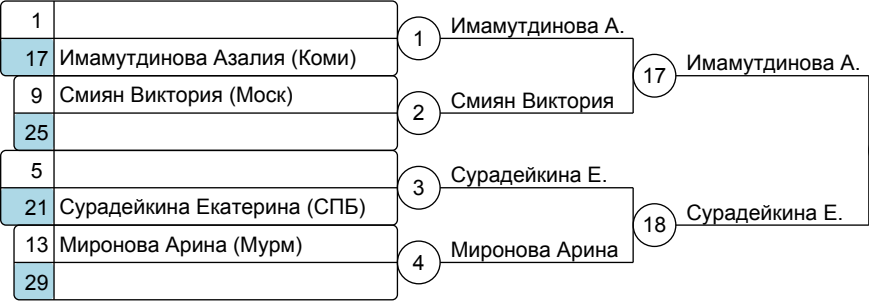 1
17 Имамутдинова Азалия (Коми)
1
Имамутдинова А.
9 Смиян Виктория (Моск)
25
2
Смиян Виктория
17
Имамутдинова А.
5
21 Сурадейкина Екатерина (СПБ)
3
Сурадейкина Е.
13 Миронова Арина (Мурм)
29
4
Миронова Арина
18
Сурадейкина Е.